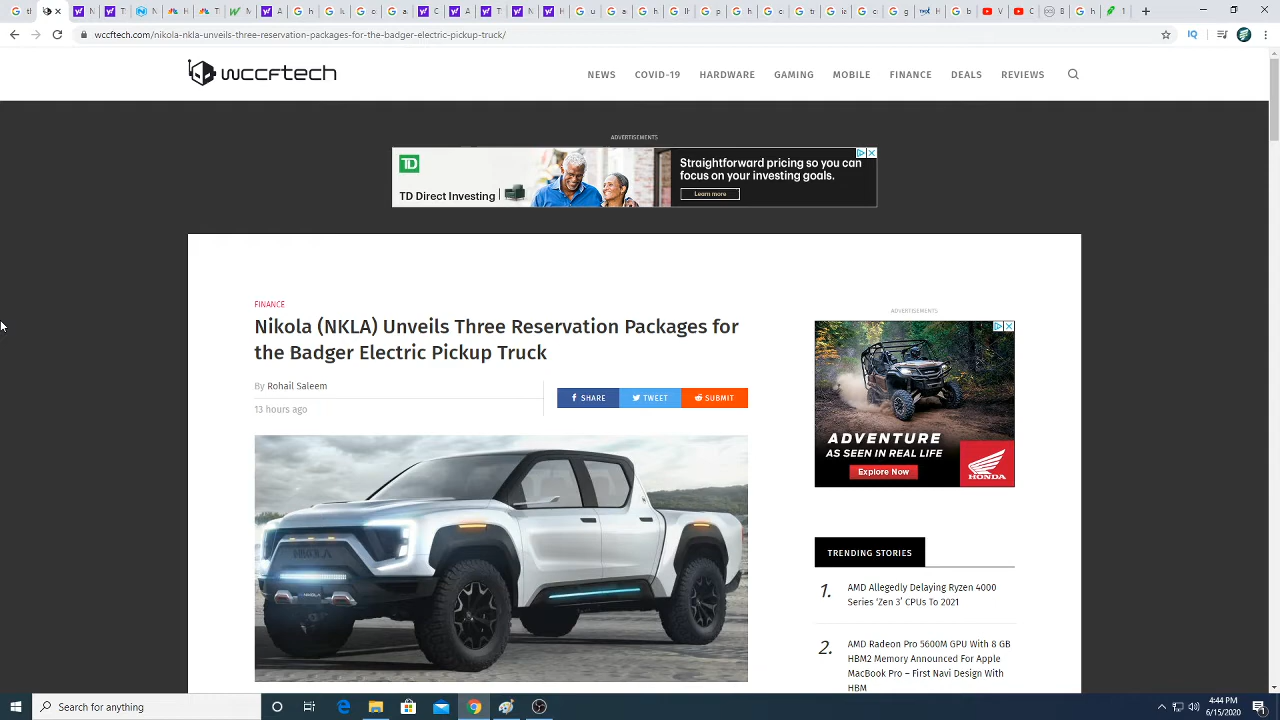 wccftech.com/nikola-nkla-unveils-three-reservation-packages-for-the-badger-electric-pickup-truck/
IQ
wccftech
NEWS COVID-19 HARDWARE GAMING MOBILE FINANCE DEALS REVIEWS
ADVERTISEMENTS
TD
TD Direct Investing
Straightforward pricing so you can
focus on your investing goals.
Learn more
FINANCE
Nikola (NKLA) Unveils Three Reservation Packages for
the Badger Electric Pickup Truck
By Rohail Saleem
13 hours ago
SHARE TWEET SUBMIT
NIKOLA
NIKOLA
ADVERTISEMENTS
ADVENTURE
AS SEEN IN REAL LIFE
Explore Now
HONDA
TRENDING STORIES
1. AMD Allegedly Delaying Ryzen 4000
Series ‘Zen 3’ CPUs To 2021
2. AMD Radeon Pro 5600M GPU With 8 GB
HBM2 Memory Announced For Apple
MacBook Pro – First Navi Design With
HBM
Search for anything
4:44 PM
6/15/2020